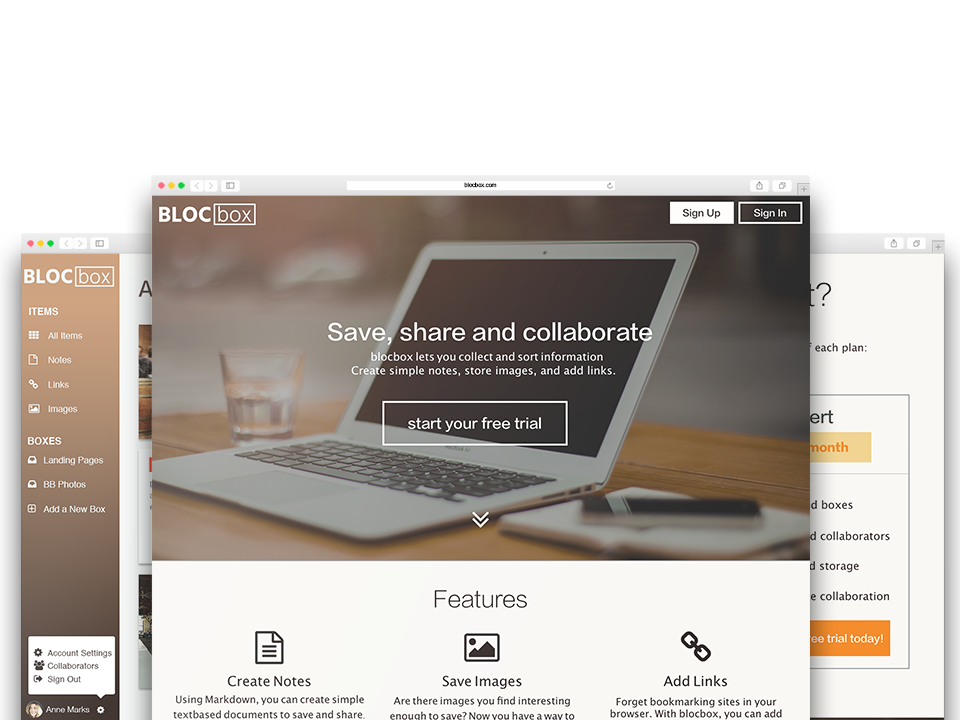 blocbox.com
BLOC box
Sign Up
Sign In
Save, share and collaborate
blocbox lets you collect and sort information
Create simple notes, store images, and add links.
start your free trial
Features
Create Notes
Using Markdown, you can create simple
textbased documents to save and share.
Save Images
Are there images you find interesting
enough to save? Now you have a way to
Add Links
Forget bookmarking sites in your
browser. With blocbox, you can add
BLOC box
ITEMS
All Items
Notes
Links
Images
BOXES
Landing Pages
BB Photos
Add a New Box
Account Settings
Collaborators
Sign Out
Anne Marks
A
t?
f each plan:
ert
month
d boxes
d collaborators
d storage
e collaboration
ree trial today!